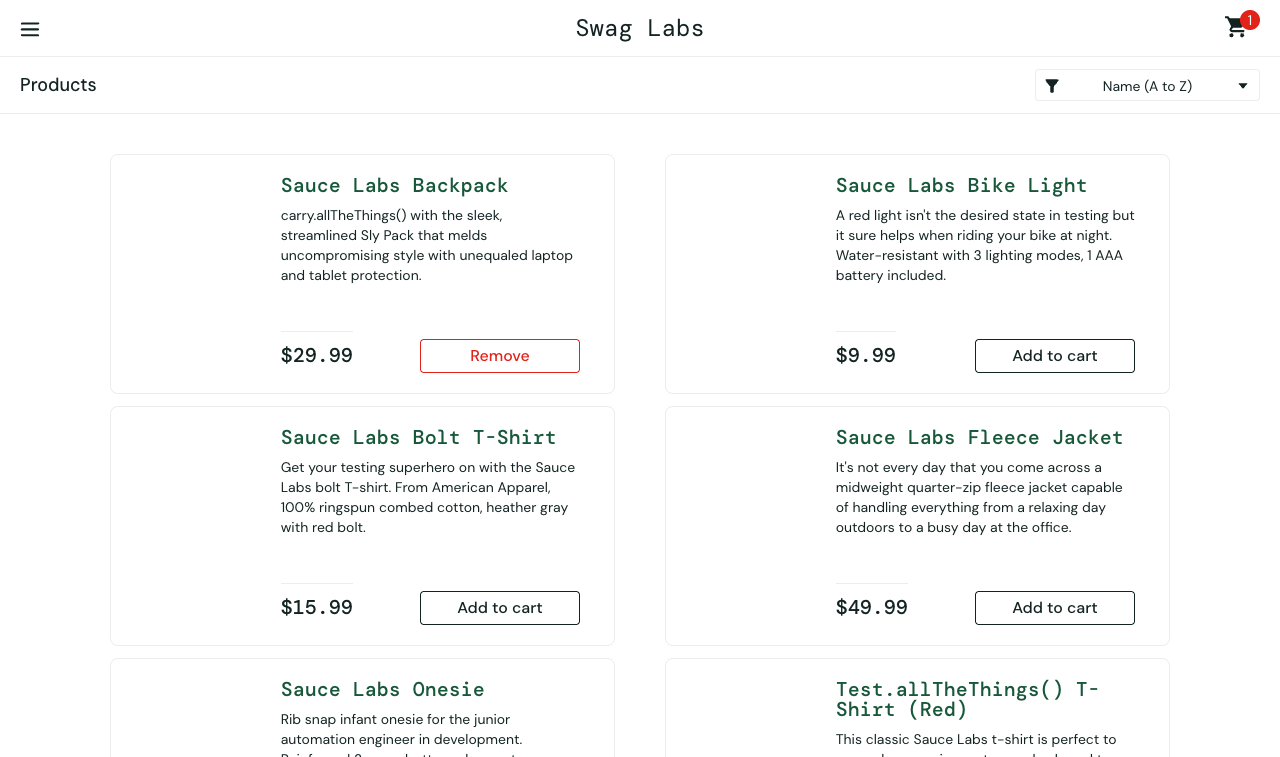 Swag Labs
1
Products
Name (A to Z)
Sauce Labs Backpack
carry.allTheThings() with the sleek,
streamlined Sly Pack that melds
uncompromising style with unequaled laptop
and tablet protection.
$29.99
Remove
Sauce Labs Bike Light
A red light isn't the desired state in testing but
it sure helps when riding your bike at night.
Water-resistant with 3 lighting modes, 1 AAA
battery included.
$9.99
Add to cart
Sauce Labs Bolt T-Shirt
Get your testing superhero on with the Sauce
Labs bolt T-shirt. From American Apparel,
100% ringspun combed cotton, heather gray
with red bolt.
$15.99
Add to cart
Sauce Labs Fleece Jacket
It's not every day that you come across a
midweight quarter-zip fleece jacket capable
of handling everything from a relaxing day
outdoors to a busy day at the office.
$49.99
Add to cart
Sauce Labs Onesie
Rib snap infant onesie for the junior
automation engineer in development.
Test.allTheThings() T-
Shirt (Red)
This classic Sauce Labs t-shirt is perfect to